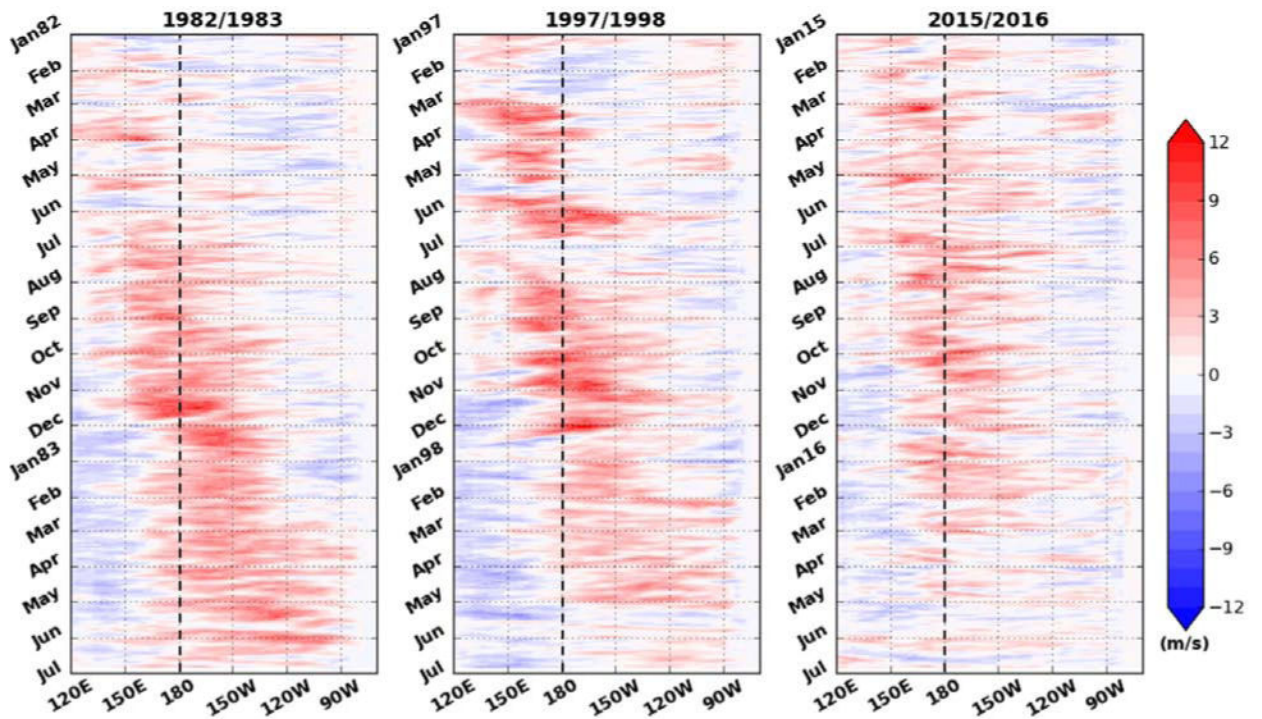 1982/1983
Jan82
Feb
Mar
Apr
May
Jun
Jul
Aug
Sep
Oct
Nov
Dec
Jan83
Feb
Mar
Apr
May
Jun
Jul
120E 150E 180 150W 120W 90W
1997/1998
Jan97
Feb
Mar
Apr
May
Jun
Jul
Aug
Sep
Oct
Nov
Dec
Jan98
Feb
Mar
Apr
May
Jun
Jul
120E 150E 180 150W 120W 90W
2015/2016
Jan15
Feb
Mar
Apr
May
Jun
Jul
Aug
Sep
Oct
Nov
Dec
Jan16
Feb
Mar
Apr
May
Jun
Jul
120E 150E 180 150W 120W 90W
12
9
6
3
0
−3
−6
−9
−12
(m/s)